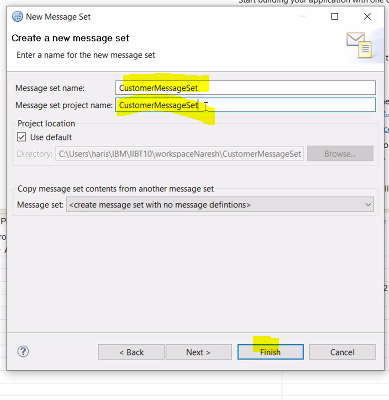 Start building your application with one
New Message Set
Create a new message set
Enter a name for the new message set
Message set name: CustomerMessageSet
Message set project name: CustomerMessageSet
Project location
Use default
Directory: C:\Users\haris\IBM\IIBT10\workspaceNaresh\CustomerMessageSet Browse...
Copy message set contents from another message set
Message set: <create message set with no message defintions>
? < Back Next > Finish Cancel